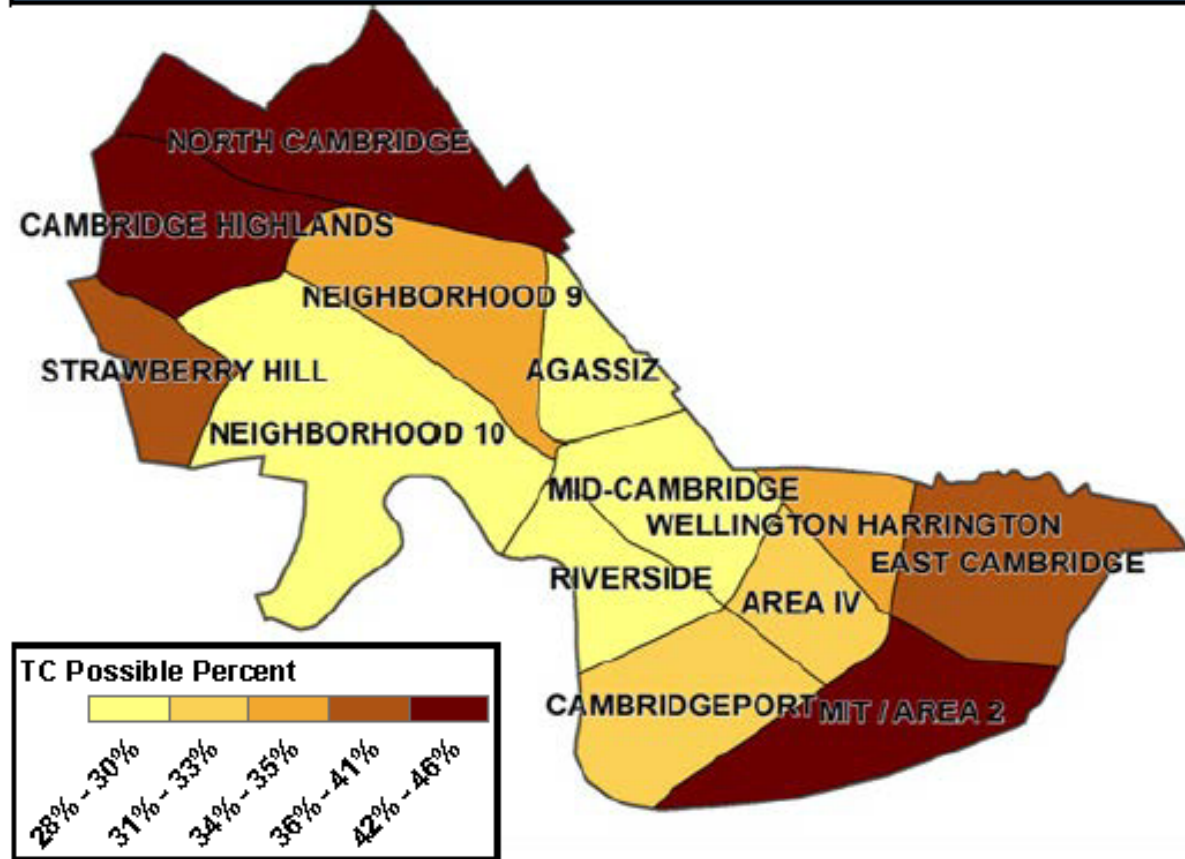 NORTH CAMBRIDGE
CAMBRIDGE HIGHLANDS
NEIGHBORHOOD 9
STRAWBERRY HILL
AGASSIZ
NEIGHBORHOOD 10
MID-CAMBRIDGE
WELLINGTON HARRINGTON
EAST CAMBRIDGE
RIVERSIDE
AREA IV
CAMBRIDGEPORT
MIT / AREA 2
TC Possible Percent
28% - 30%
31% - 33%
34% - 35%
36% - 41%
42% - 46%